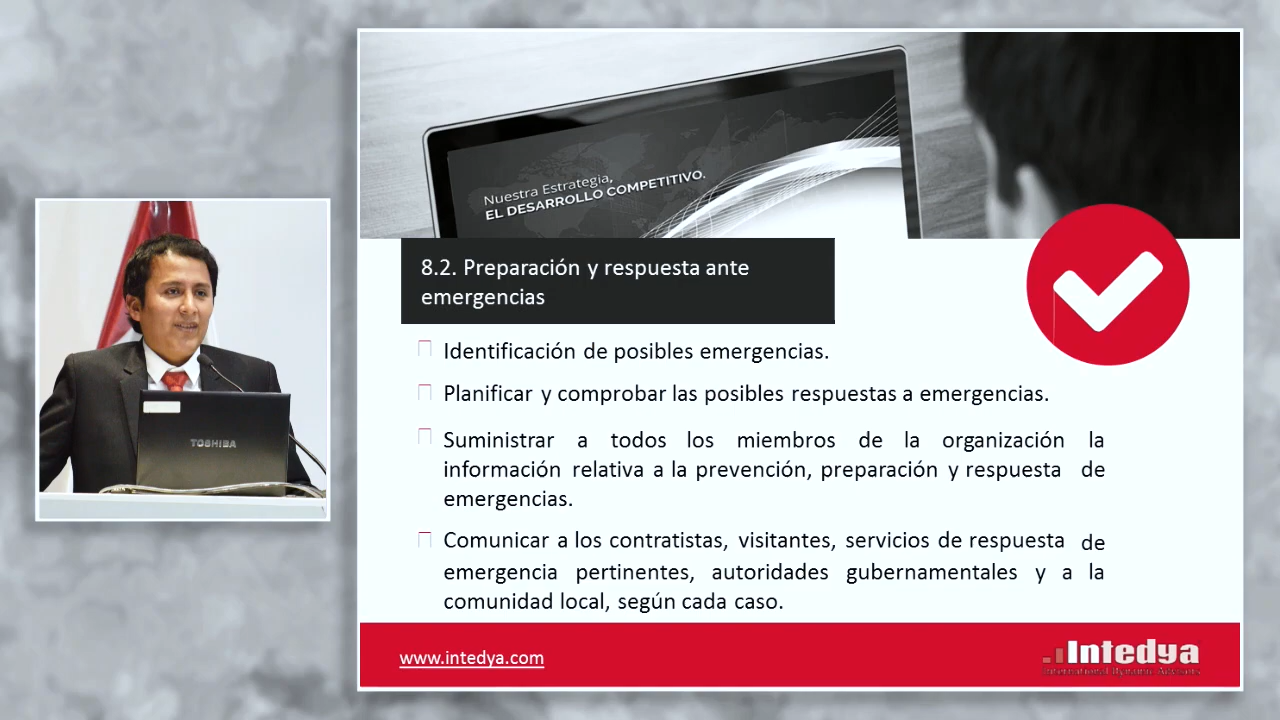 Nuestra Estrategia,
EL DESARROLLO COMPETITIVO.
8.2. Preparación y respuesta ante
emergencias
Identificación de posibles emergencias.
Planificar y comprobar las posibles respuestas a emergencias.
Suministrar a todos los miembros de la organización la
información relativa a la prevención, preparación y respuesta de
emergencias.
Comunicar a los contratistas, visitantes, servicios de respuesta de
emergencia pertinentes, autoridades gubernamentales y a la
comunidad local, según cada caso.
TOSHIBA
www.intedya.com
Intedya
International Dynamic Advisors